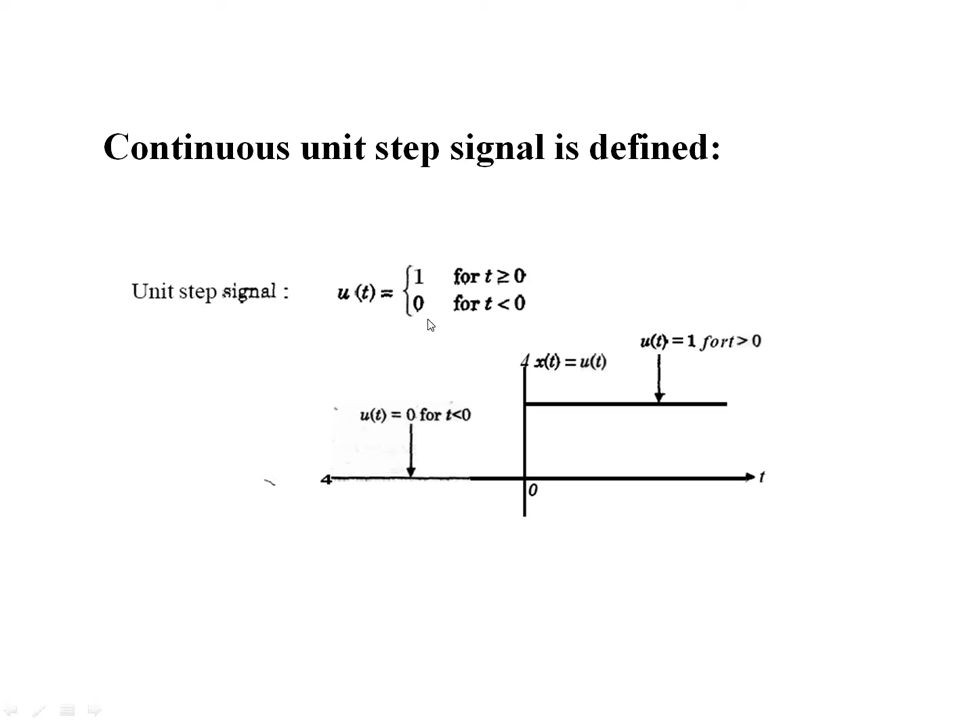 Continuous unit step signal is defined:
Unit step signal : u (t) = {1 for t ≥ 0
0 for t < 0
u(t) = 1 for t > 0
x(t) = u(t)
u(t) = 0 for t<0
t
0